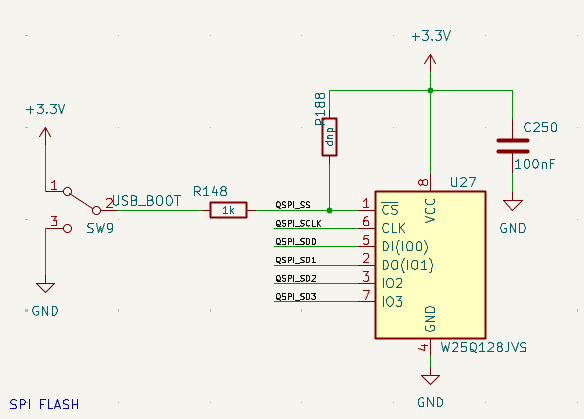 +3.3V
R188
dnp
+3.3V
C250
100nF
GND
1
2
3
USB_BOOT
SW9
GND
R148
1k
QSPI_SS
QSPI_SCLK
QSPI_SD0
QSPI_SD1
QSPI_SD2
QSPI_SD3
1
6
5
2
3
7
8
4
U27
VCC
CS
CLK
DI(IO0)
DO(IO1)
IO2
IO3
GND
W25Q128JVS
GND
SPI FLASH